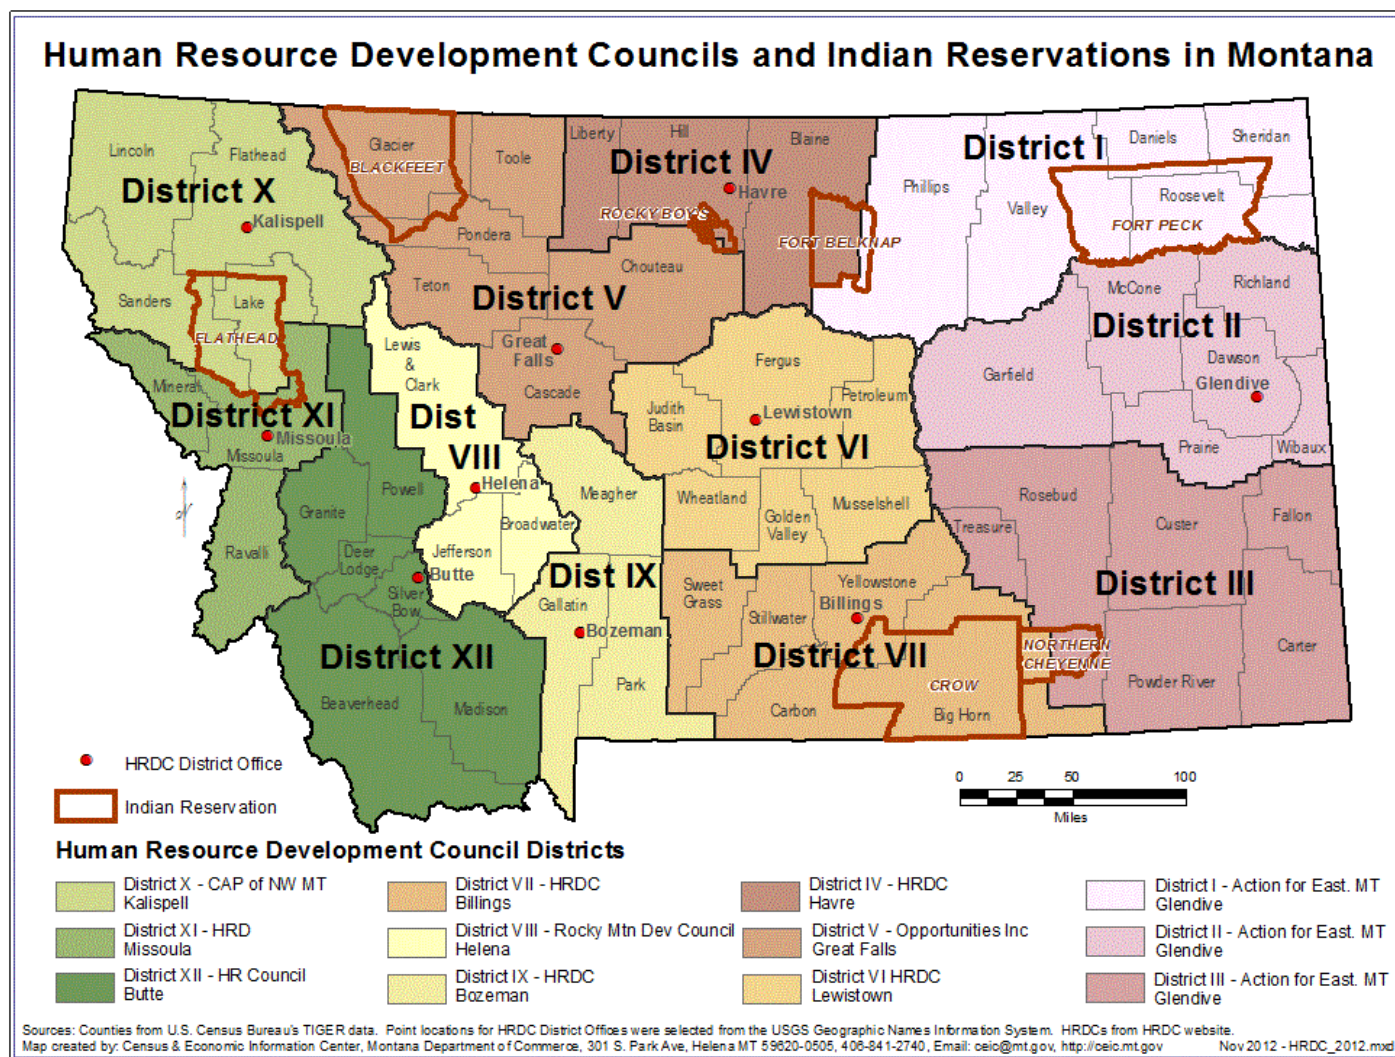 Human Resource Development Councils and Indian Reservations in Montana
Lincoln
Flathead
Glacier
BLACKFEET
Toole
Liberty
Hill
Blaine
District IV
District I
Daniels
Sheridan
District X
Kalispell
Havre
Phillips
Valley
Roosevelt
ROCKY BOYS
FORT BELKNAP
FORT PECK
Pondera
Chouteau
Teton
Sanders
Lake
District V
McCone
Richland
FLATHEAD
Lewis
&
Clark
Great
Falls
Cascade
Fergus
District II
Dawson
Glendive
Garfield
Mineral
District XI
Missoula
Missoula
Dist
VIII
Helena
Judith
Basin
Lewistown
Petroleum
District VI
Praine
Wibaux
Powell
Granite
Meagher
Broadwater
Wheatland
Golden
Valley
Musselshell
Rosebud
Treasure
Custer
Fallon
Ravalli
Deer
Lodge
Butte
Silver
Bow
Jefferson
Dist IX
Gallatin
Bozeman
Sweet
Grass
Stillwater
Yellowstone
Billings
District III
District XII
District VII
NORTHERN
CHEYENNE
Carter
Beaverhead
Madison
Park
Carbon
CROW
Big Horn
Powder River
N
HRDC District Office
Indian Reservation
0 25 50 100
Miles
Human Resource Development Council Districts
District X - CAP of NW MT
Kalispell
District XI - HRD
Missoula
District XII - HR Council
Butte
District VII - HRDC
Billings
District VIII - Rocky Mtn Dev Council
Helena
District IX - HRDC
Bozeman
District IV - HRDC
Havre
District V - Opportunities Inc
Great Falls
District VI HRDC
Lewistown
District I - Action for East. MT
Glendive
District II - Action for East. MT
Glendive
District III - Action for East. MT
Glendive
Sources: Counties from U.S. Census Bureau's TIGER data. Point locations for HRDC District Offices were selected from the USGS Geographic Names Information System. HRDCs from HRDC website.
Map created by: Census & Economic Information Center, Montana Department of Commerce, 301 S. Park Ave, Helena MT 59620-0505, 406-841-2740, Email: ceic@mt.gov, http://ceic.mt.gov Nov 2012 - HRDC_2012.mxd